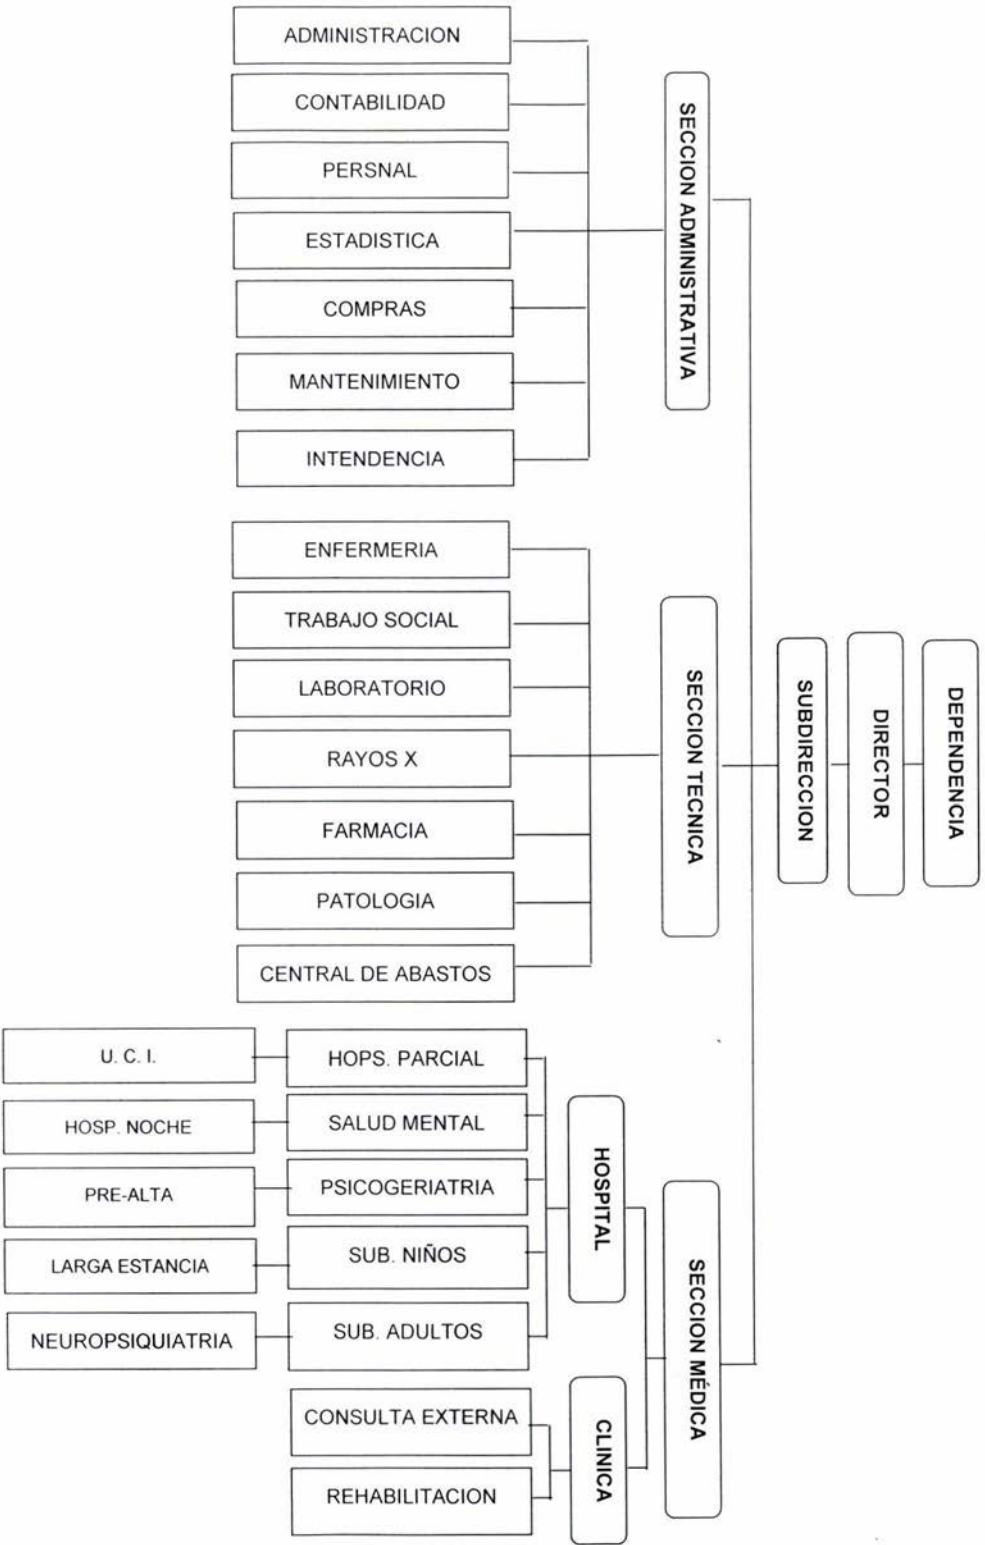 DEPENDENCIA
DIRECTOR
SUBDIRECCION
SECCION ADMINISTRATIVA
ADMINISTRACION
CONTABILIDAD
PERSNAL
ESTADISTICA
COMPRAS
MANTENIMIENTO
INTENDENCIA
SECCION TECNICA
ENFERMERIA
TRABAJO SOCIAL
LABORATORIO
RAYOS X
FARMACIA
PATOLOGIA
CENTRAL DE ABASTOS
SECCION MÉDICA
HOSPITAL
HOPS. PARCIAL
U. C. I.
SALUD MENTAL
HOSP. NOCHE
PSICOGERIATRIA
PRE-ALTA
SUB. NIÑOS
LARGA ESTANCIA
SUB. ADULTOS
NEUROPSIQUIATRIA
CLINICA
CONSULTA EXTERNA
REHABILITACION